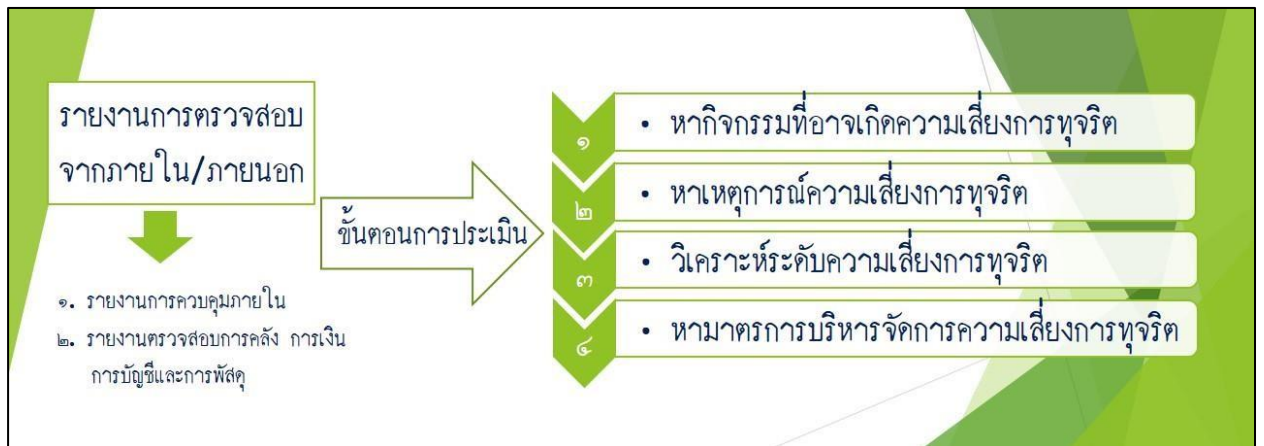 รายงานการตรวจสอบ
จากภายใน/ภายนอก
๑. รายงานการควบคุมภายใน
๒. รายงานตรวจสอบการคลัง การเงิน
การบัญชีและการพัสดุ
ขั้นตอนการประเมิน
๑
• หากิจกรรมที่อาจเกิดความเสี่ยงการทุจริต
๒
• หาเหตุการณ์ความเสี่ยงการทุจริต
๓
• วิเคราะห์ระดับความเสี่ยงการทุจริต
๔
• หามาตรการบริหารจัดการความเสี่ยงการทุจริต